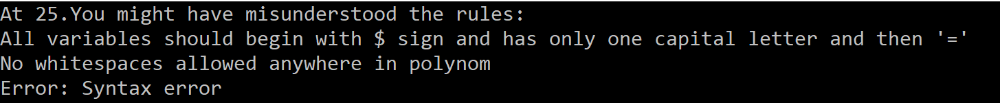 At 25.You might have misunderstood the rules:
All variables should begin with $ sign and has only one capital letter and then '='
No whitespaces allowed anywhere in polynom
Error: Syntax error